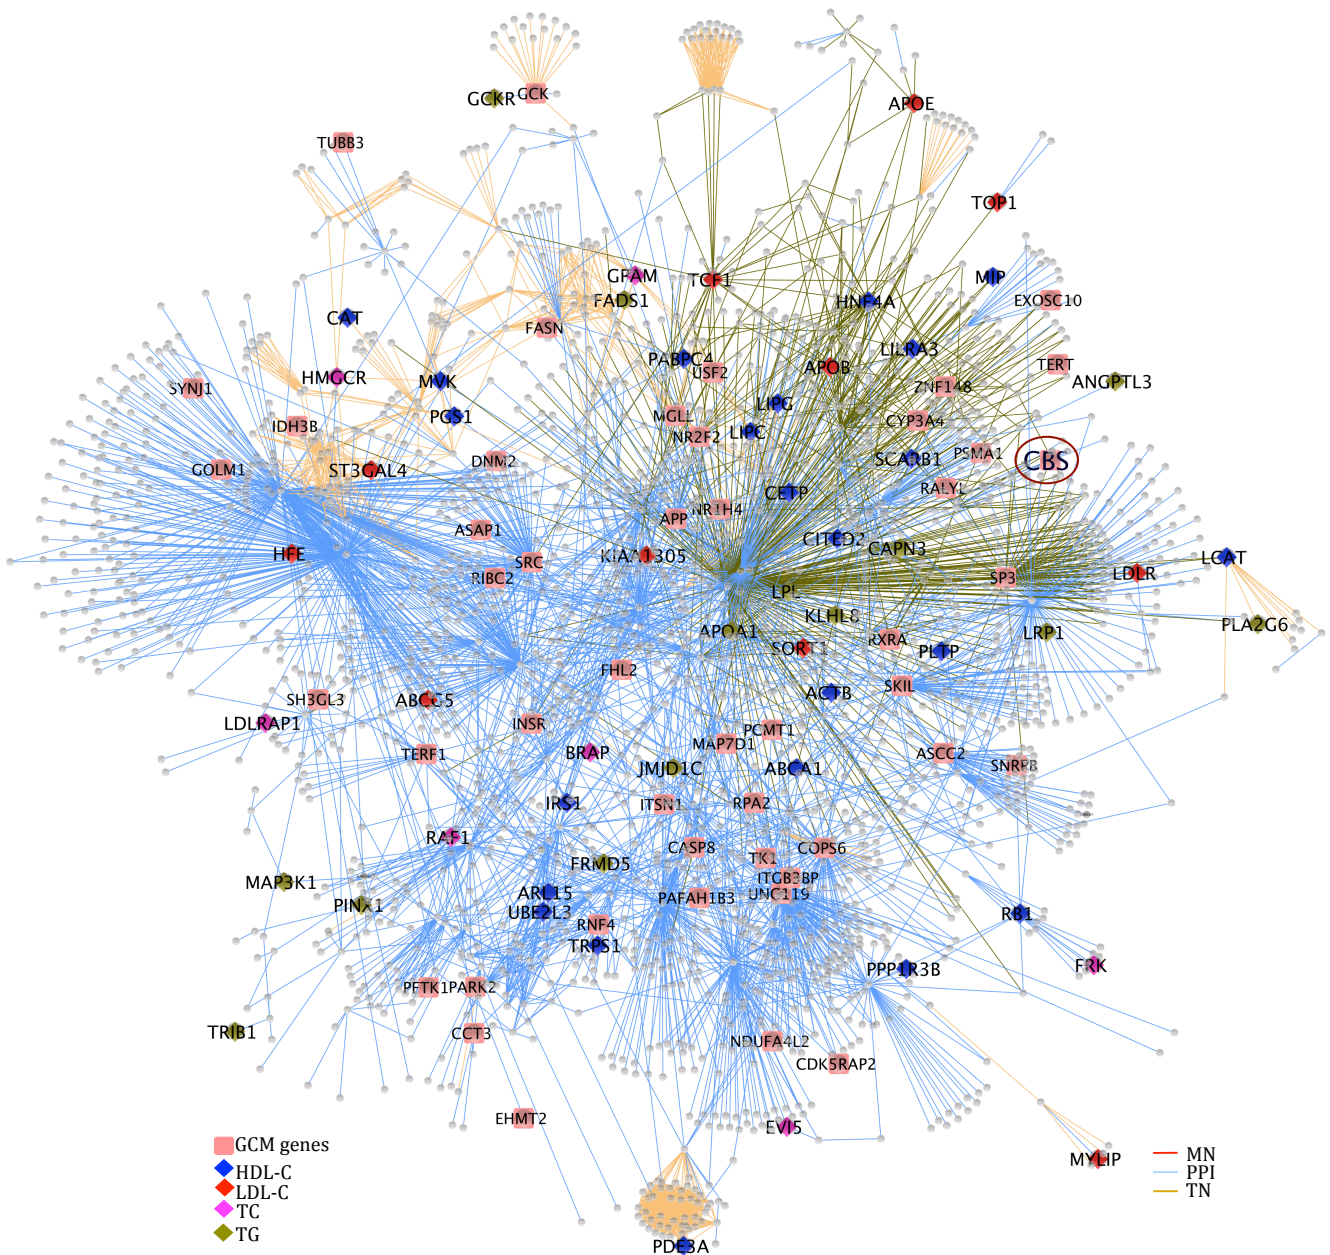 GCKR GCK
APOE
TUBB3
TOP1
GPAM
TCF1
MIP
FADS1
HNF4A
EXOSC10
CAT
FASN
LILRA3
PABPC4
USF2
APOB
TERT
HMGCR
MVK
ZNF148
ANGPTL3
SYNJ1
LIPG
PGS1
MGLL
CYP3A4
IDH3B
NR2F2
LIPC
PSMA1
CBS
GOLM1
ST3GAL4
DNM2
SCARB1
RALYL
CETP
NR1H4
APP
ASAP1
CITED2
CAPN3
HFE
KIAA1305
SRC
LCAT
RIBC2
SP3
LDLR
LPL
KLHL8
PLA2G6
APOA1
LRP1
SORT1
RXRA
PLTP
FHL2
SKIL
ACTB
SH3GL3
ABCG5
LDLRAP1
INSR
PCMT1
MAP7D1
TERF1
BRAP
ASCC2
JMJD1C
ABCA1
SNRPB
IRS1
ITSN1
RPA2
RAF1
CASP8
COPS6
TK1
FRMD5
MAP3K1
ITGB3BP
ARL15
PAFAH1B3
UNC119
PINX1
UBE2L3
RB1
RNF4
TRPS1
PPP1R3B
FRK
PFTK1
PARK2
TRIB1
CCT3
NDUFA4L2
CDK5RAP2
EHMT2
EVI5
MYLIP
PDE3A
GCM genes
HDL-C
LDL-C
TC
TG
MN
PPI
TN